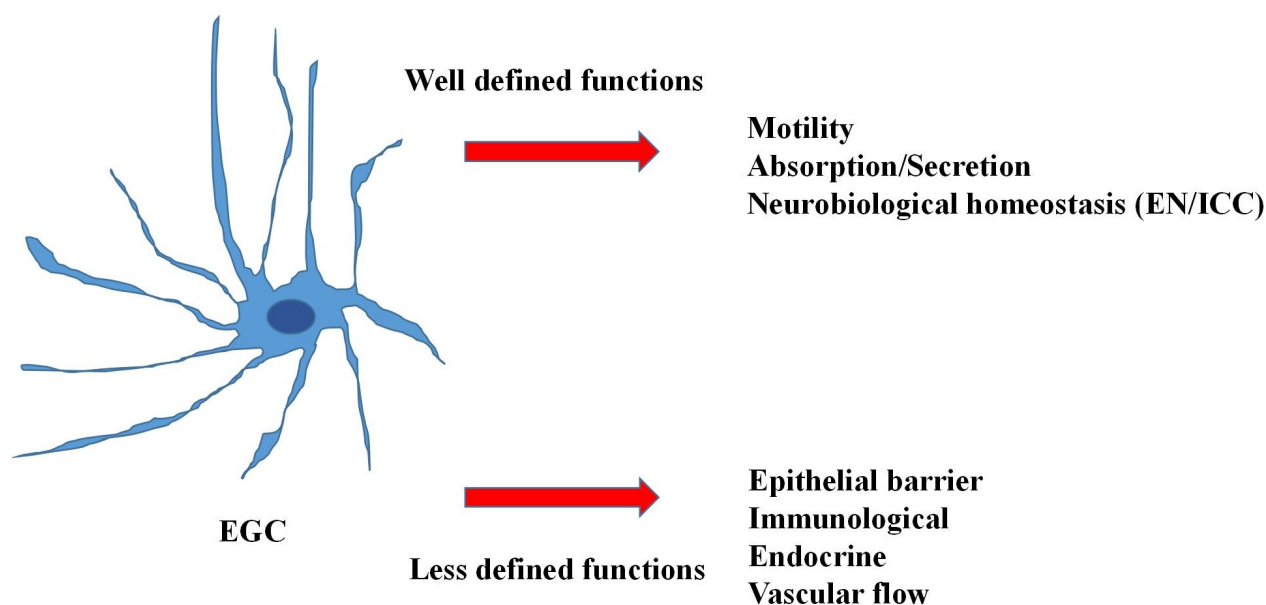 Well defined functions
Motility
Absorption/Secretion
Neurobiological homeostasis (EN/ICC)
EGC
Less defined functions
Epithelial barrier
Immunological
Endocrine
Vascular flow